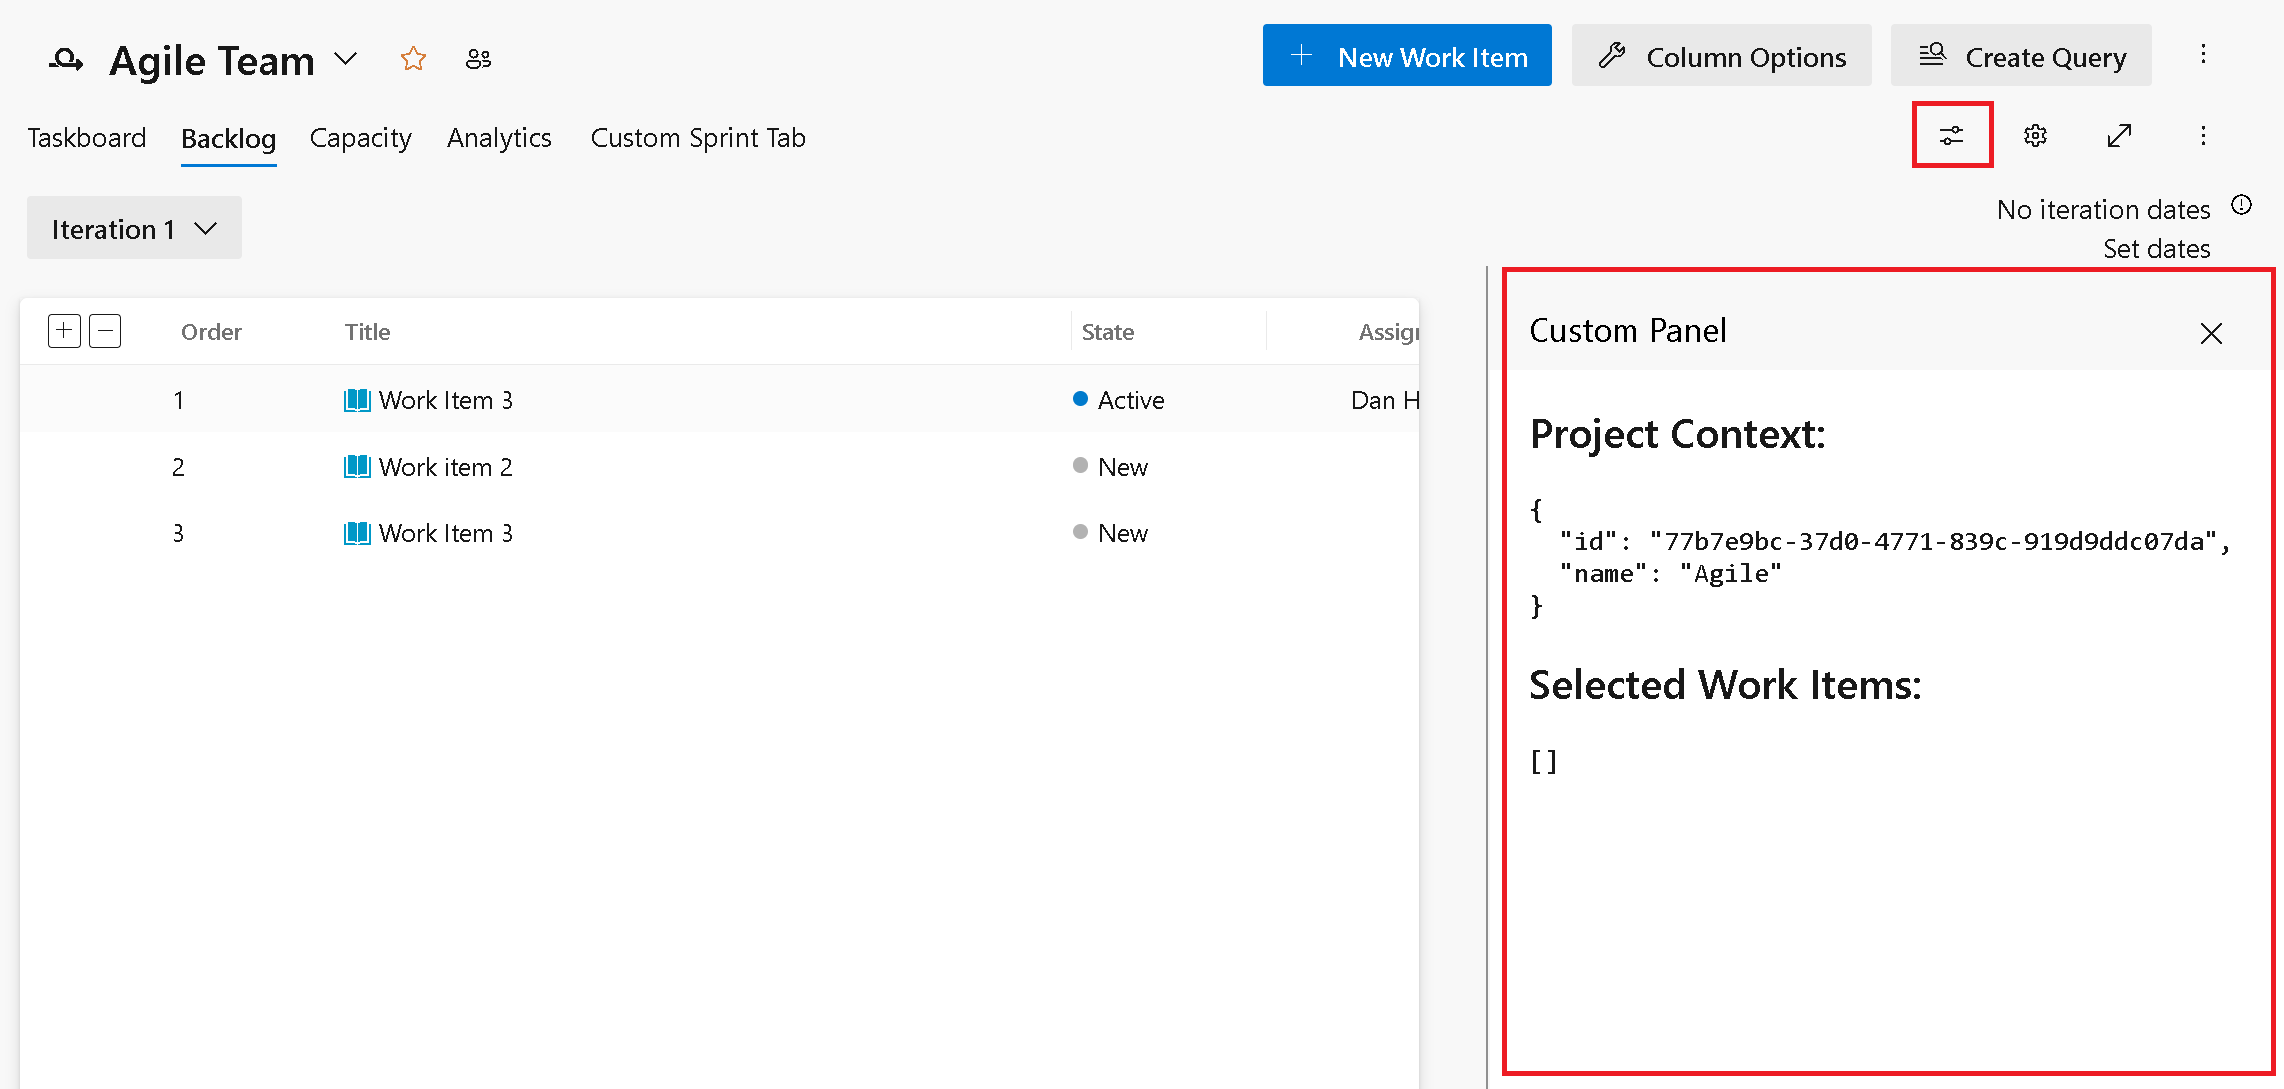 Agile Team
New Work Item
Column Options
Create Query
Taskboard Backlog Capacity Analytics Custom Sprint Tab
Iteration 1
No iteration dates
Set dates
Order Title State Assign
1 Work Item 3 Active Dan H
2 Work item 2 New
3 Work Item 3 New
Custom Panel
Project Context:
{
"id": "77b7e9bc-37d0-4771-839c-919d9ddc07da",
"name": "Agile"
}
Selected Work Items:
[]